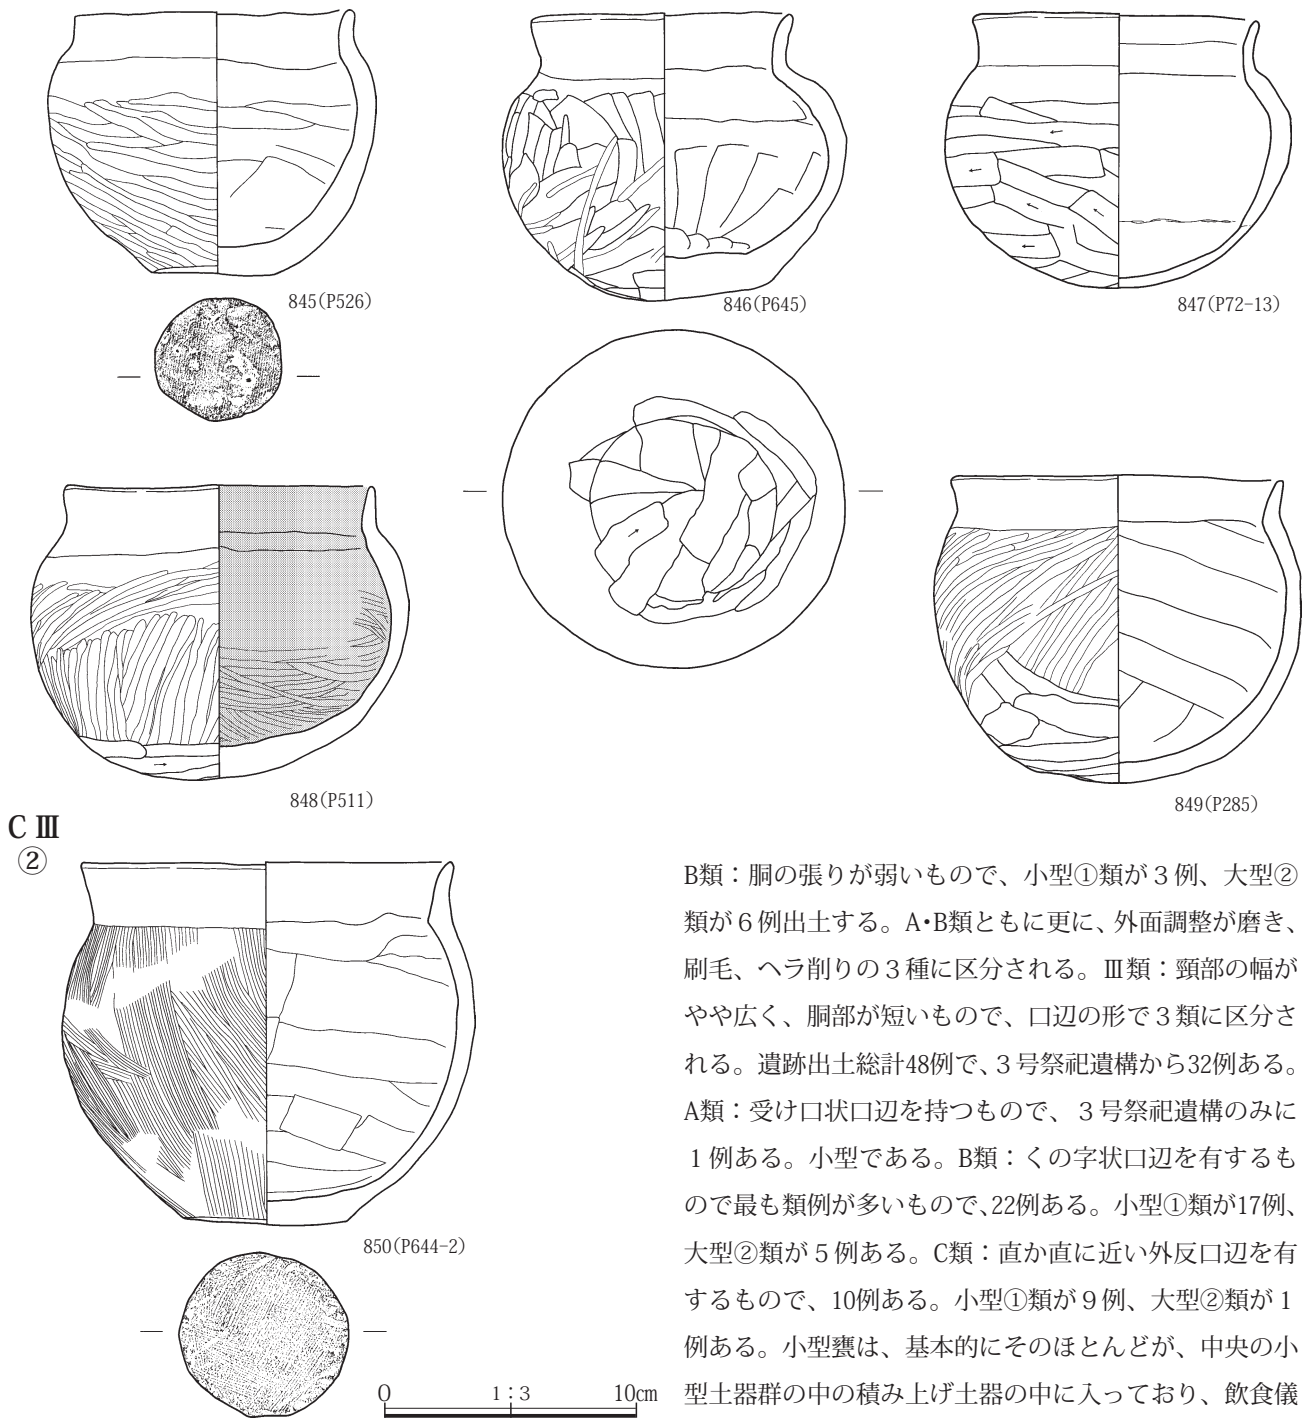 845(P526)
846(P645)
847(P72-13)
848(P511)
849(P285)
C Ⅲ
②
850(P644-2)
0 1:3 10cm
B類：胴の張りが弱いもので、小型①類が３例、大型②
類が６例出土する。A・B類ともに更に、外面調整が磨き、
刷毛、ヘラ削りの３種に区分される。Ⅲ類：頸部の幅が
やや広く、胴部が短いもので、口辺の形で３類に区分さ
れる。遺跡出土総計48例で、３号祭祀遺構から32例ある。
A類：受け口状口辺を持つもので、３号祭祀遺構のみに
１例ある。小型である。B類：くの字状口辺を有するも
ので最も類例が多いもので、22例ある。小型①類が17例、
大型②類が５例ある。C類：直か直に近い外反口辺を有
するもので、10例ある。小型①類が９例、大型②類が１
例ある。小型甕は、基本的にそのほとんどが、中央の小
型土器群の中の積み上げ土器の中に入っており、飲食儀